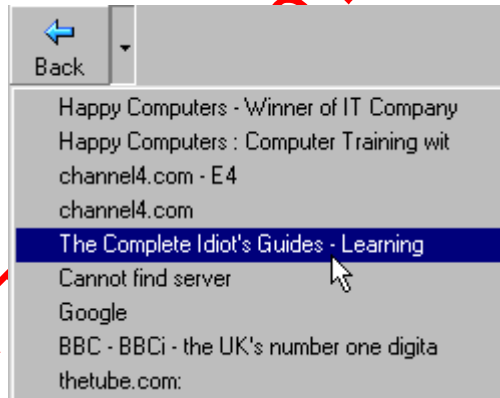 Back
Happy Computers - Winner of IT Company
Happy Computers : Computer Training wit
channel4.com - E4
channel4.com
The Complete Idiot's Guides - Learning
Cannot find server
Google
BBC - BBCi - the UK's number one digita
thetube.com: